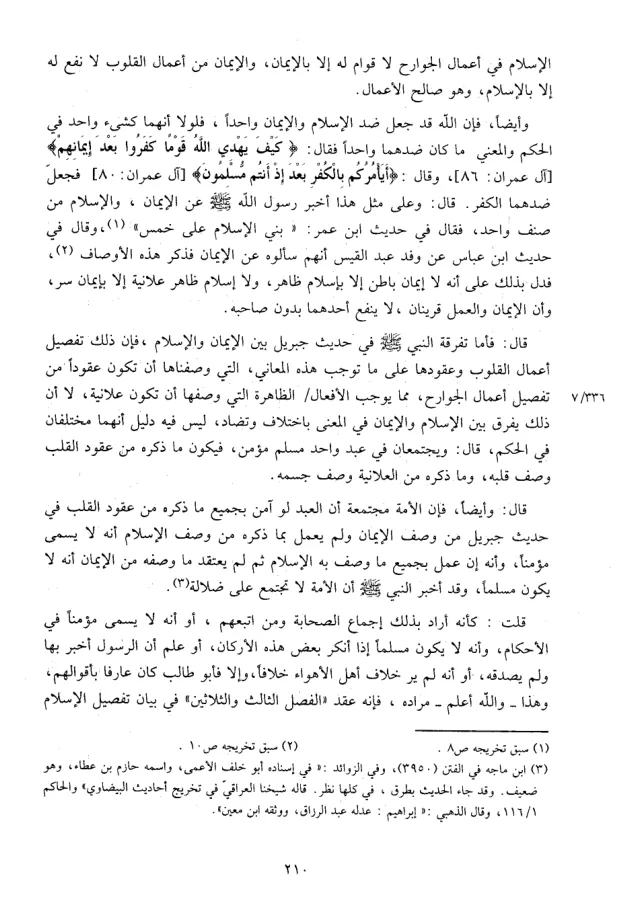 الإسلام في أعمال الجوارح لا قوام له إلا بالإيمان، والإيمان من أعمال القلوب لا نفع له
إلا بالإسلام، وهو صالح الأعمال.
وأيضاً، فإن الله قد جعل ضد الإسلام والإيمان واحداً ، فلولا أنهما كشىء واحد في
الحكم والمعني ما كان ضدهما واحداً فقال: ﴿ كَيْفَ يَهْدِي اللَّهُ قَوْمًا كَفَرُوا بَعْدَ إِيمَانِهِمْ﴾
[آل عمران: ٨٦]، وقال :﴿أَيَأْمُرُكُم بِالْكُفْرِ بَعْدَ إِذْ أَنتُم مُّسْلِمُونَ﴾ [آل عمران: ٨٠] فجعل
ضدهما الكفر. قال: وعلى مثل هذا أخبر رسول الله ﷺ عن الإيمان ، والإسلام من
صنف واحد، فقال في حديث ابن عمر: « بني الإسلام على خمس» (١)،وقال في
حديث ابن عباس عن وفد عبد القيس أنهم سألوه عن الإيمان فذكر هذه الأوصاف (٢)،
فدل بذلك على أنه لا إيمان باطن إلا بإسلام ظاهر، ولا إسلام ظاهر علانية إلا بإيمان سر،
وأن الإيمان والعمل قرينان ،لا ينفع أحدهما بدون صاحبه.
قال: فأما تفرقة النبي ﷺ في حديث جبريل بين الإيمان والإسلام ،فإن ذلك تفصيل
أعمال القلوب وعقودها على ما توجب هذه المعاني، التي وصفناها أن تكون عقوداً من
تفصيل أعمال الجوارح، مما يوجب الأفعال/ الظاهرة التي وصفها أن تكون علانية، لا أن ٧/٣٣٦
ذلك يفرق بين الإسلام والإيمان في المعنى باختلاف وتضاد، ليس فيه دليل أنهما مختلفان
في الحكم، قال: ويجتمعان في عبد واحد مسلم مؤمن، فيكون ما ذكره من عقود القلب
وصف قلبه، وما ذكره من العلانية وصف جسمه.
قال: وأيضاً، فإن الأمة مجتمعة أن العبد لو آمن بجميع ما ذكره من عقود القلب في
حديث جبريل من وصف الإيمان ولم يعمل بما ذكره من وصف الإسلام أنه لا يسمى
مؤمناً، وأنه إن عمل بجميع ما وصف به الإسلام ثم لم يعتقد ما وصفه من الإيمان أنه لا
يكون مسلماً، وقد أخبر النبي ﷺ أن الأمة لا تجتمع على ضلالة(٣).
قلت : كأنه أراد بذلك إجماع الصحابة ومن اتبعهم ، أو أنه لا يسمى مؤمناً في
الأحكام، وأنه لا يكون مسلماً إذا أنكر بعض هذه الأركان، أو علم أن الرسول أخبر بها
ولم يصدقه، أو أنه لم ير خلاف أهل الأهواء خلافاً،وإلا فأبو طالب كان عارفا بأقوالهم،
وهذا ـ والله أعلم ـ مراده ، فإنه عقد «الفصل الثالث والثلاثين» في بيان تفصيل الإسلام
(١) سبق تخريجه ص٨ . (٢) سبق تخريجه ص١٠ .
(٣) ابن ماجه في الفتن (٣٩٥٠)، وفي الزوائد :« في إسناده أبو خلف الأعمى، واسمه حازم بن عطاء، وهو
ضعيف. وقد جاء الحديث بطرق ، في كلها نظر. قاله شيخنا العراقي في تخريج أحاديث البيضاوي» والحاكم
١١٦/١، وقال الذهبي :« إبراهيم : عدله عبد الرزاق، ووثقه ابن معين».
٢١٠